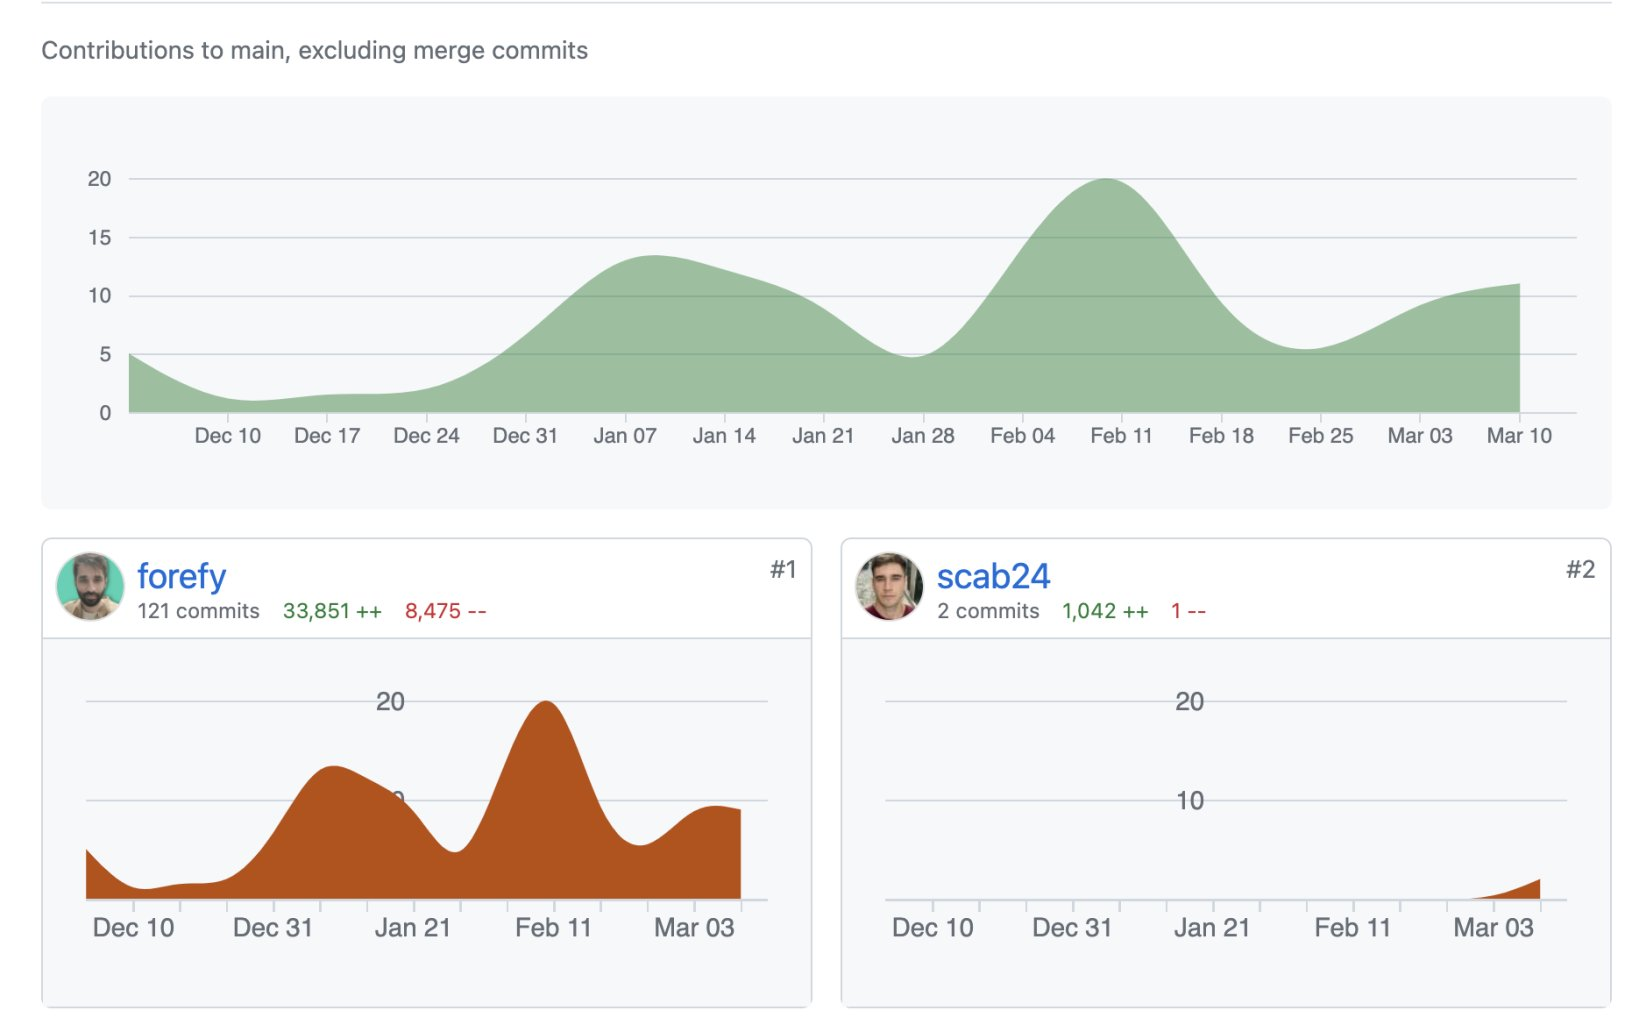 Contributions to main, excluding merge commits
20
15
10
5
0
Dec 10 Dec 17 Dec 24 Dec 31 Jan 07 Jan 14 Jan 21 Jan 28 Feb 04 Feb 11 Feb 18 Feb 25 Mar 03 Mar 10
forefy #1
121 commits 33,851 ++ 8,475 --
20
Dec 10 Dec 31 Jan 21 Feb 11 Mar 03
scab24 #2
2 commits 1,042 ++ 1 --
20
10
Dec 10 Dec 31 Jan 21 Feb 11 Mar 03